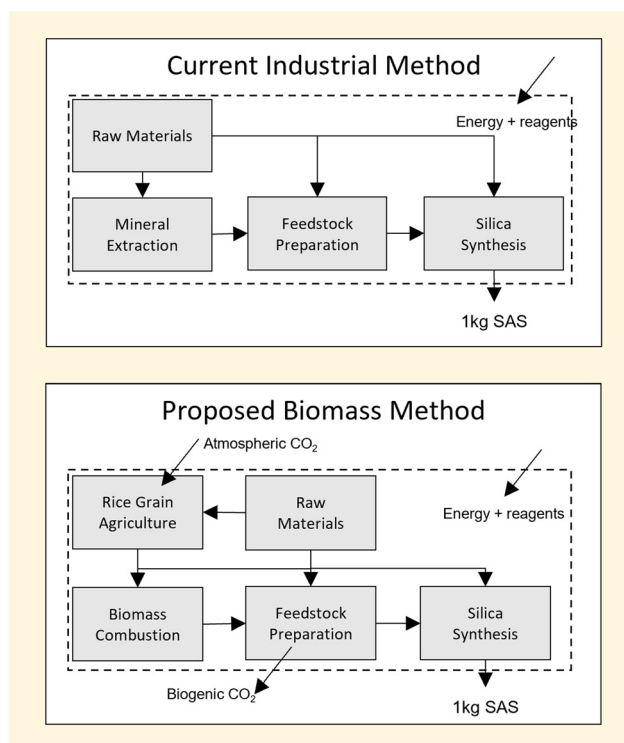 Current Industrial Method
Energy + reagents
Raw Materials
Mineral
Extraction
Feedstock
Preparation
Silica
Synthesis
1kg SAS
Proposed Biomass Method
Atmospheric CO₂
Rice Grain
Agriculture
Raw
Materials
Energy + reagents
Biomass
Combustion
Feedstock
Preparation
Silica
Synthesis
Biogenic CO₂
1kg SAS